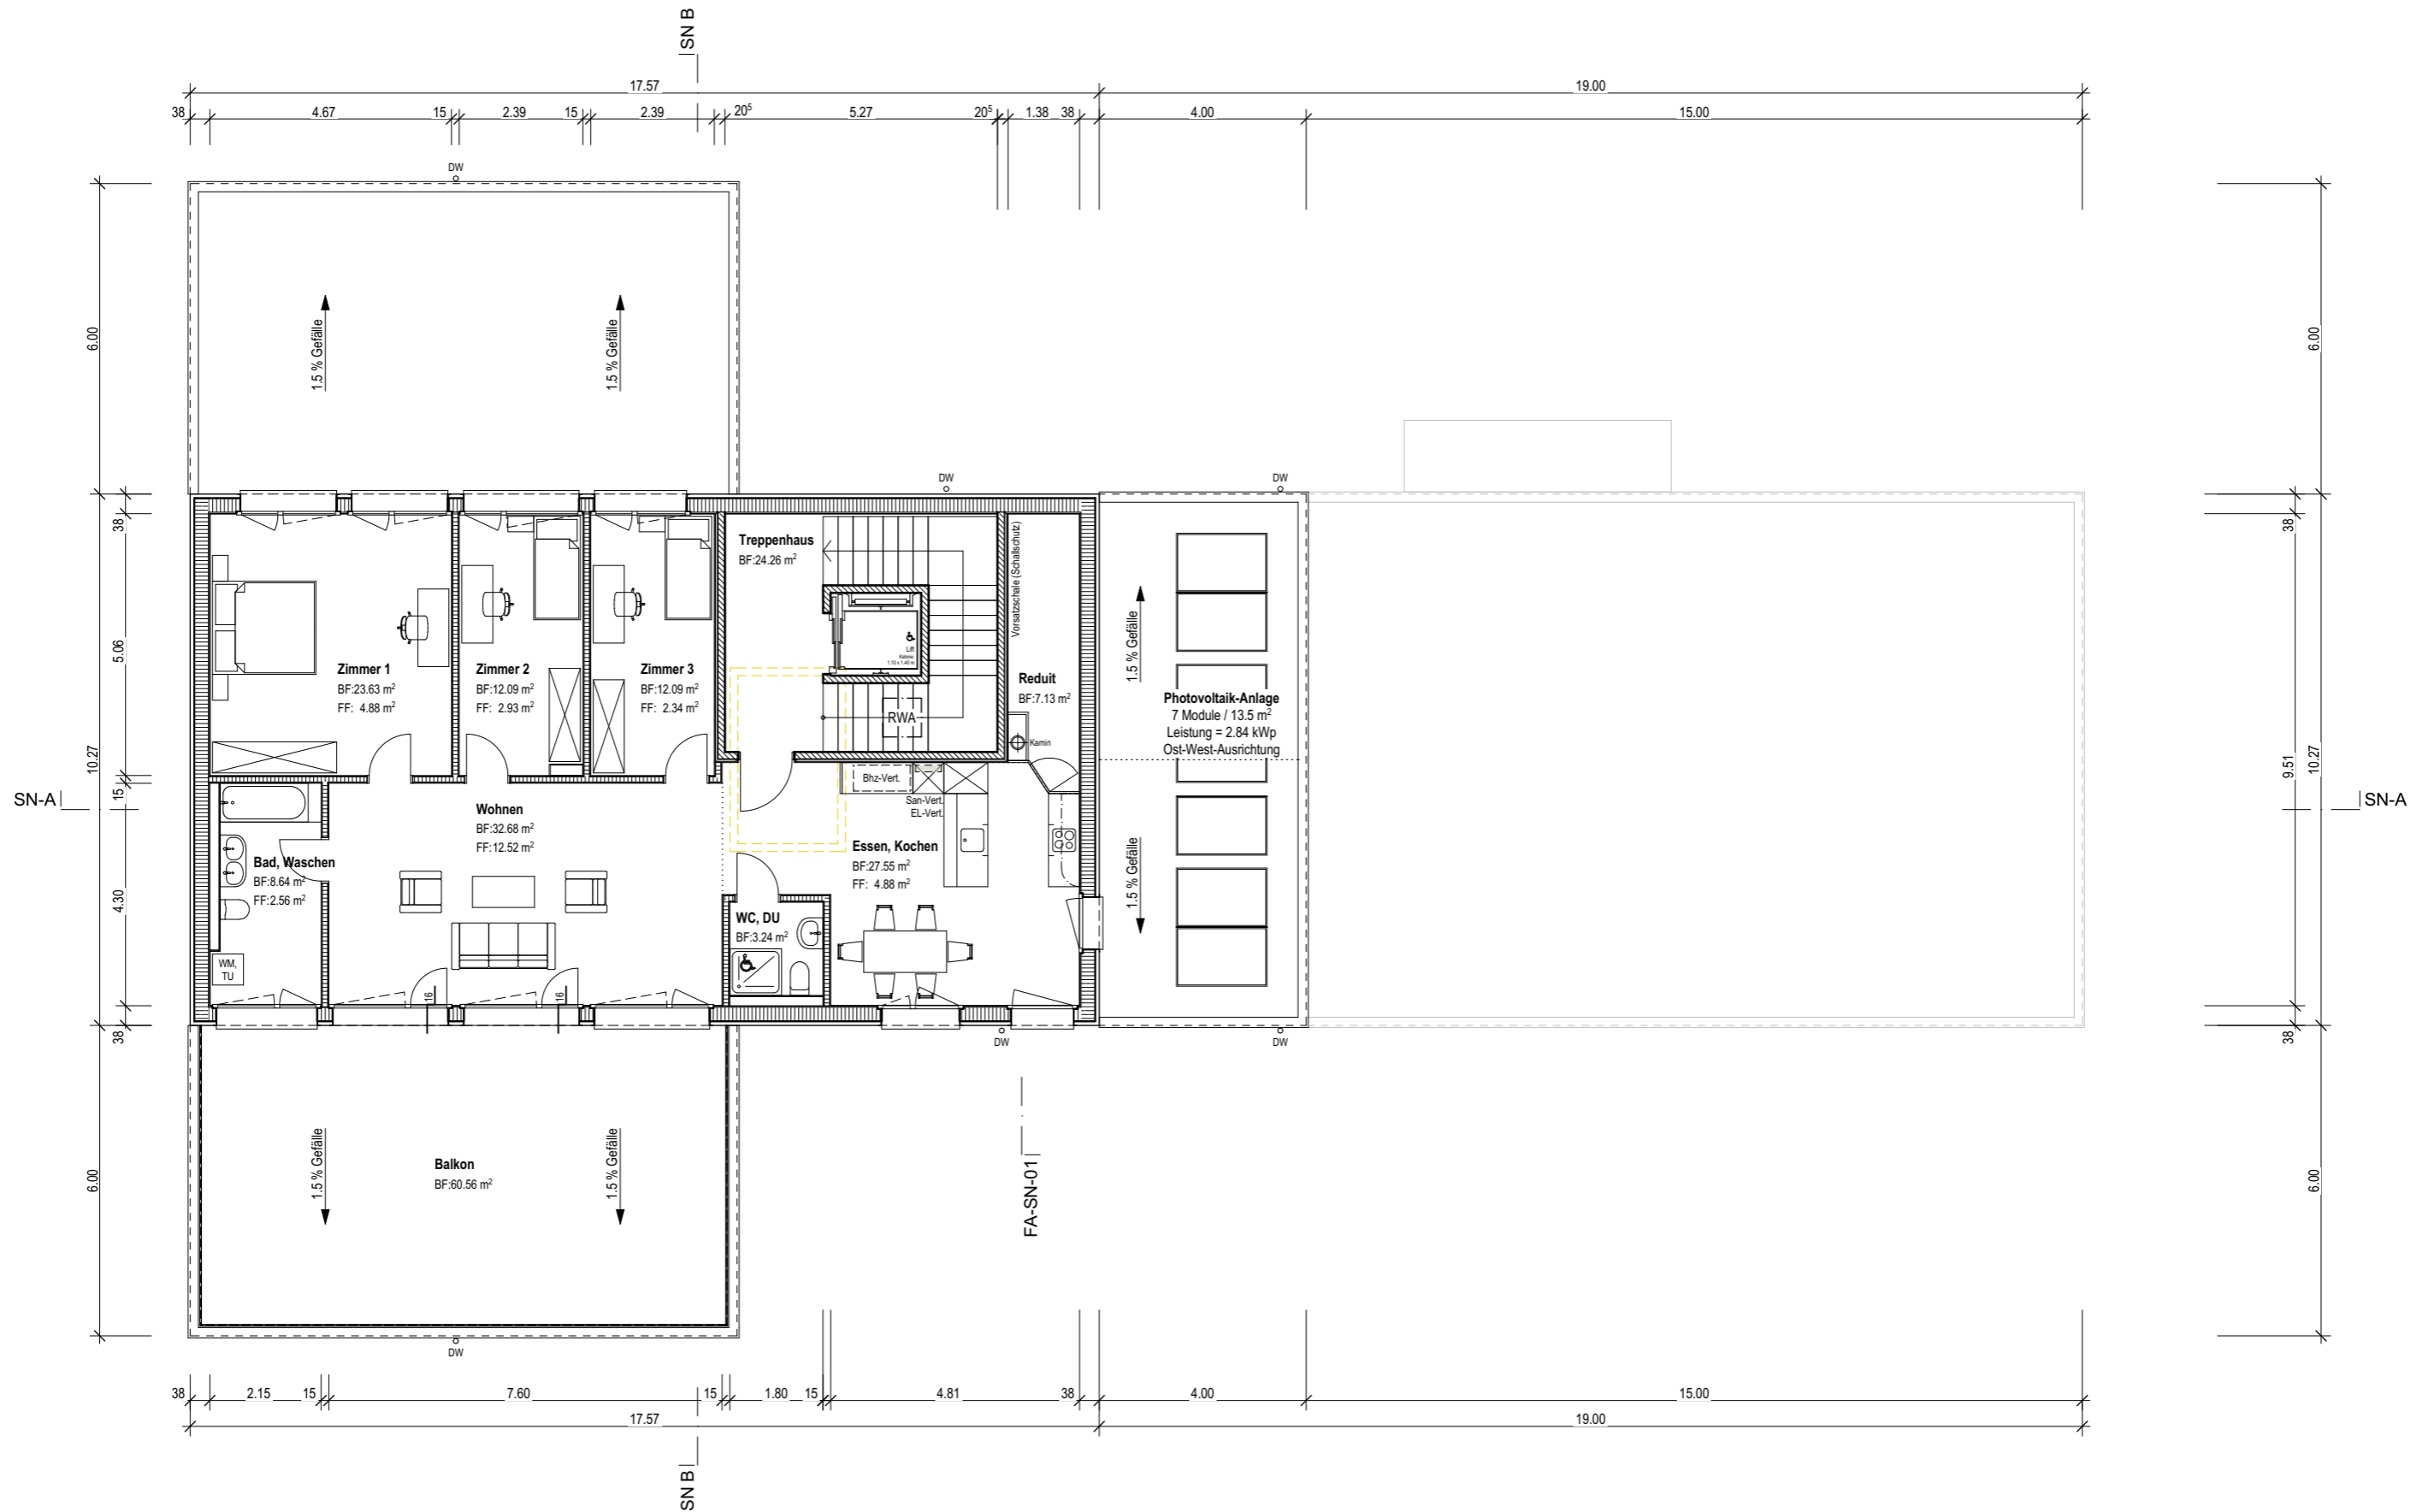 SN B
17.57
19.00
38
4.67
15
2.39
15
2.39
20⁵
5.27
20⁵
1.38
38
4.00
15.00
DW
6.00
6.00
1.5 % Gefälle
1.5 % Gefälle
DW
DW
38
38
5.06
10.27
15
4.30
38
9.51
10.27
38
Treppenhaus
BF:24.26 m²
Vorsatzschale (Schallschutz)
Lift
Kabine:
1.10 x 1.40 m
Zimmer 1
BF:23.63 m²
FF: 4.88 m²
Zimmer 2
BF:12.09 m²
FF: 2.93 m²
Zimmer 3
BF:12.09 m²
FF: 2.34 m²
Reduit
BF:7.13 m²
RWA
Kamin
1.5 % Gefälle
Photovoltaik-Anlage
7 Module / 13.5 m²
Leistung = 2.84 kWp
Ost-West-Ausrichtung
1.5 % Gefälle
Bhz-Vert.
San-Vert.
EL-Vert.
SN-A
SN-A
Wohnen
BF:32.68 m²
FF:12.52 m²
Bad, Waschen
BF:8.64 m²
FF:2.56 m²
Essen, Kochen
BF:27.55 m²
FF: 4.88 m²
WC, DU
BF:3.24 m²
WM,
TU
16
16
DW
DW
6.00
6.00
1.5 % Gefälle
1.5 % Gefälle
Balkon
BF:60.56 m²
FA-SN-01
DW
38
2.15
15
7.60
15
1.80
15
4.81
38
4.00
15.00
17.57
19.00
SN B